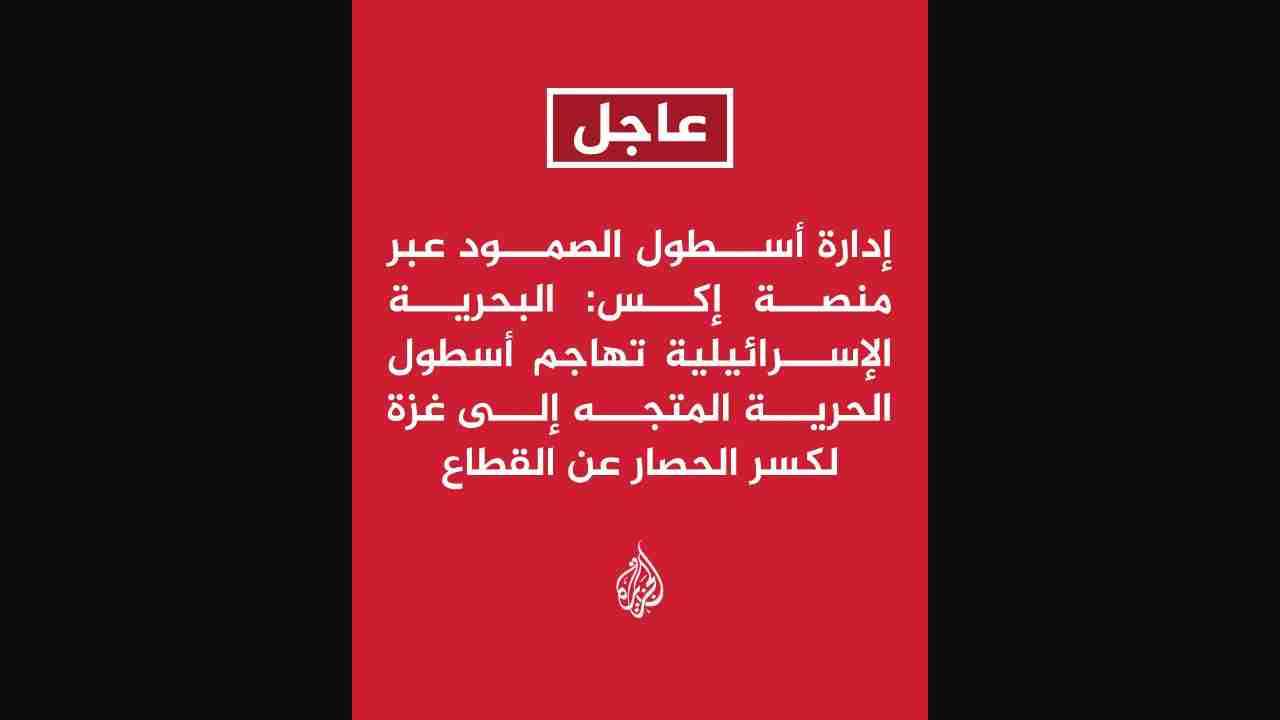 عاجل
إدارة أسطول الصمود عبر
منصة إكس: البحرية
الإسرائيلية تهاجم أسطول
الحرية المتجه إلى غزة
لكسر الحصار عن القطاع
الجزيرة